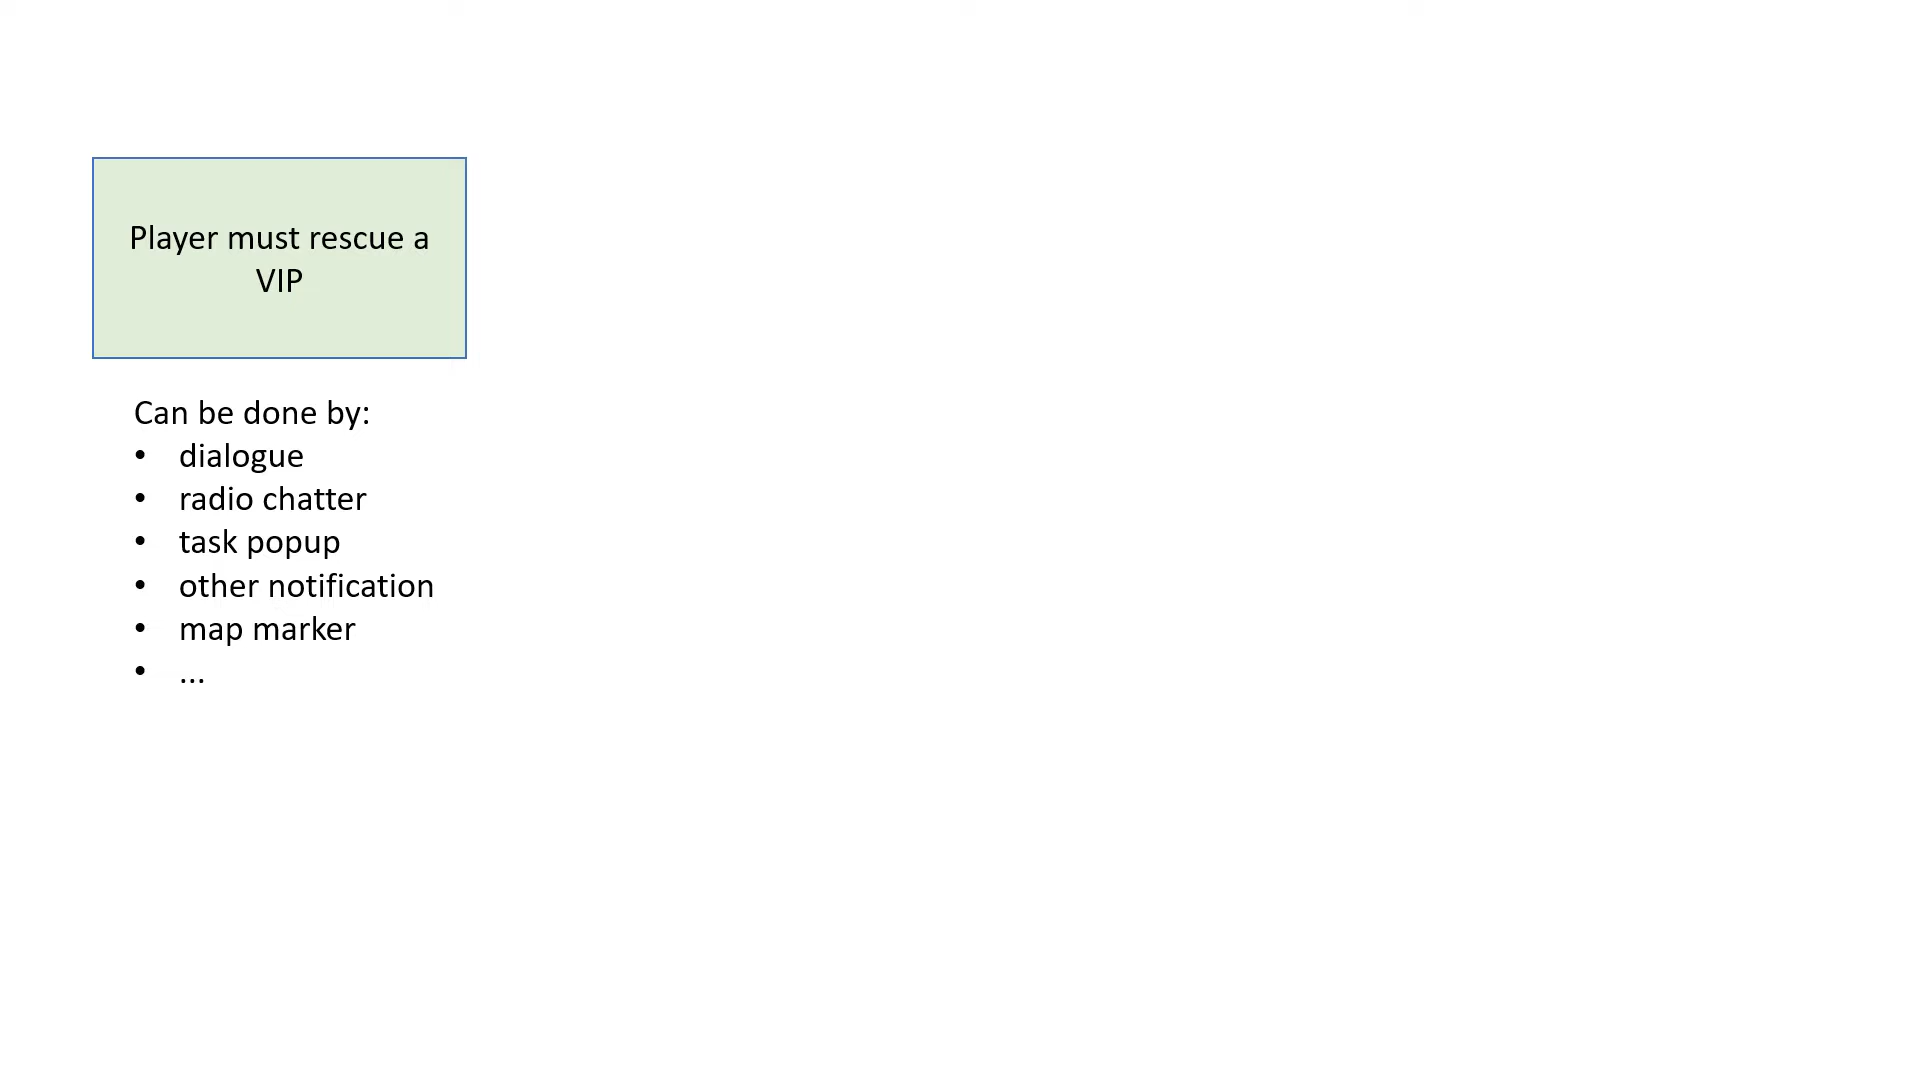 Player must rescue a
VIP
Can be done by:
• dialogue
• radio chatter
• task popup
• other notification
• map marker
• ...